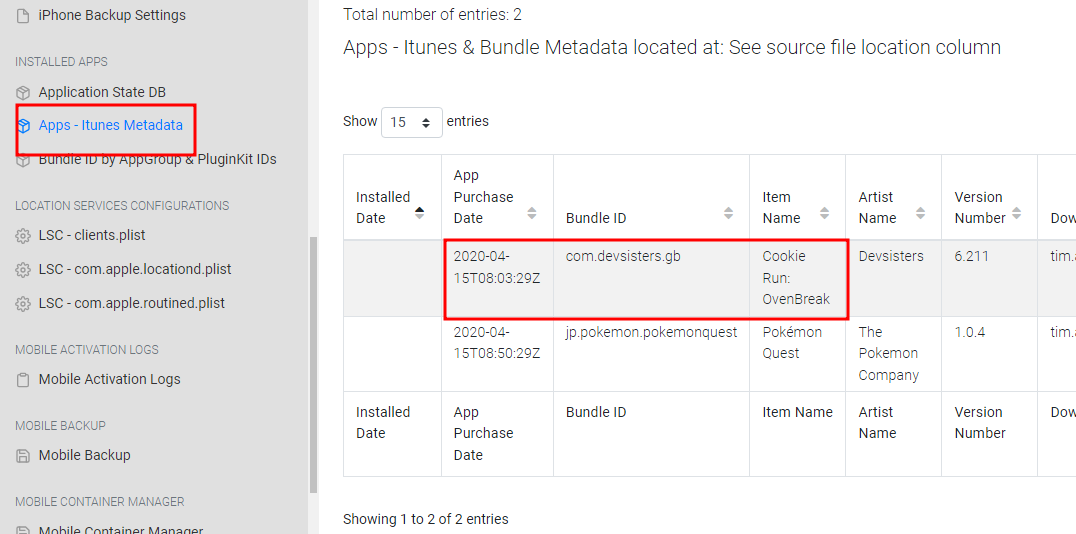 iPhone Backup Settings
INSTALLED APPS
Application State DB
Apps - Itunes Metadata
Bundle ID by AppGroup & PluginKit IDs
LOCATION SERVICES CONFIGURATIONS
LSC - clients.plist
LSC - com.apple.locationd.plist
LSC - com.apple.routined.plist
MOBILE ACTIVATION LOGS
Mobile Activation Logs
MOBILE BACKUP
Mobile Backup
MOBILE CONTAINER MANAGER
Mobile Container Manager
Total number of entries: 2
Apps - Itunes & Bundle Metadata located at: See source file location column
Show 15 entries
Installed Date
App Purchase Date
Bundle ID
Item Name
Artist Name
Version Number
Dow
2020-04-15T08:03:29Z
com.devsisters.gb
Cookie Run: OvenBreak
Devsisters
6.211
tim.a
2020-04-15T08:50:29Z
jp.pokemon.pokemonquest
Pokémon Quest
The Pokemon Company
1.0.4
tim.a
Installed Date
App Purchase Date
Bundle ID
Item Name
Artist Name
Version Number
Dow
Showing 1 to 2 of 2 entries